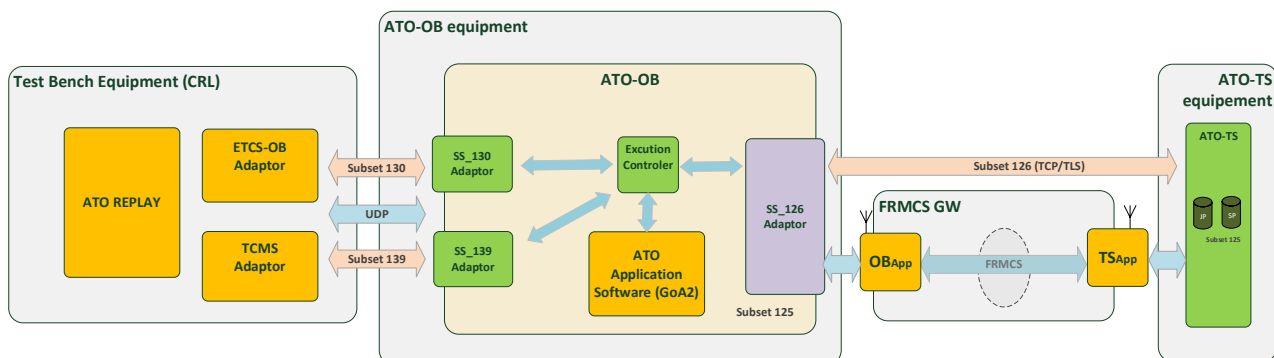 ATO-OB equipment
Test Bench Equipment (CRL)
ATO REPLAY
ETCS-OB
Adaptor
TCMS
Adaptor
Subset 130
UDP
Subset 139
ATO-OB
SS_130
Adaptor
SS_139
Adaptor
Excution
Controler
ATO
Application
Software (GoA2)
SS_126
Adaptor
Subset 125
Subset 126 (TCP/TLS)
FRMCS GW
OBApp
FRMCS
TSApp
ATO-TS
equipement
ATO-TS
JP
SP
Subset 125